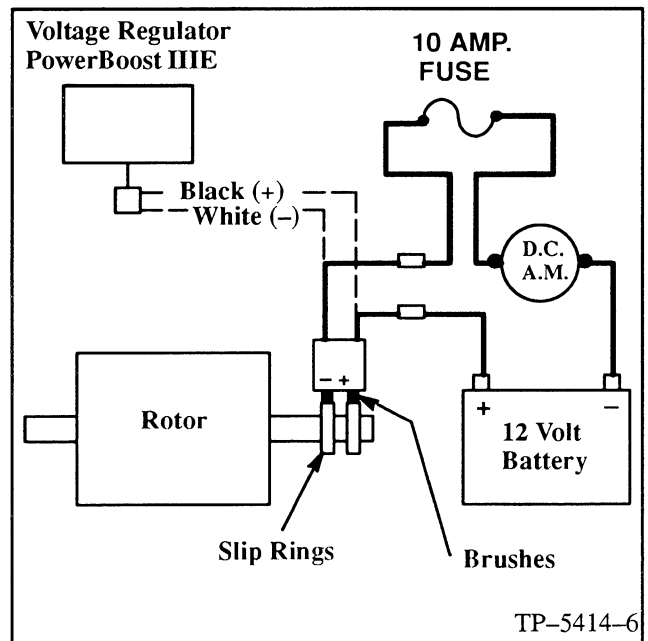 Voltage Regulator
PowerBoost IIIE
10 AMP.
FUSE
Black (+)
White (–)
D.C.
A.M.
– +
Rotor
+ –
12 Volt
Battery
Slip Rings
Brushes
TP–5414–6